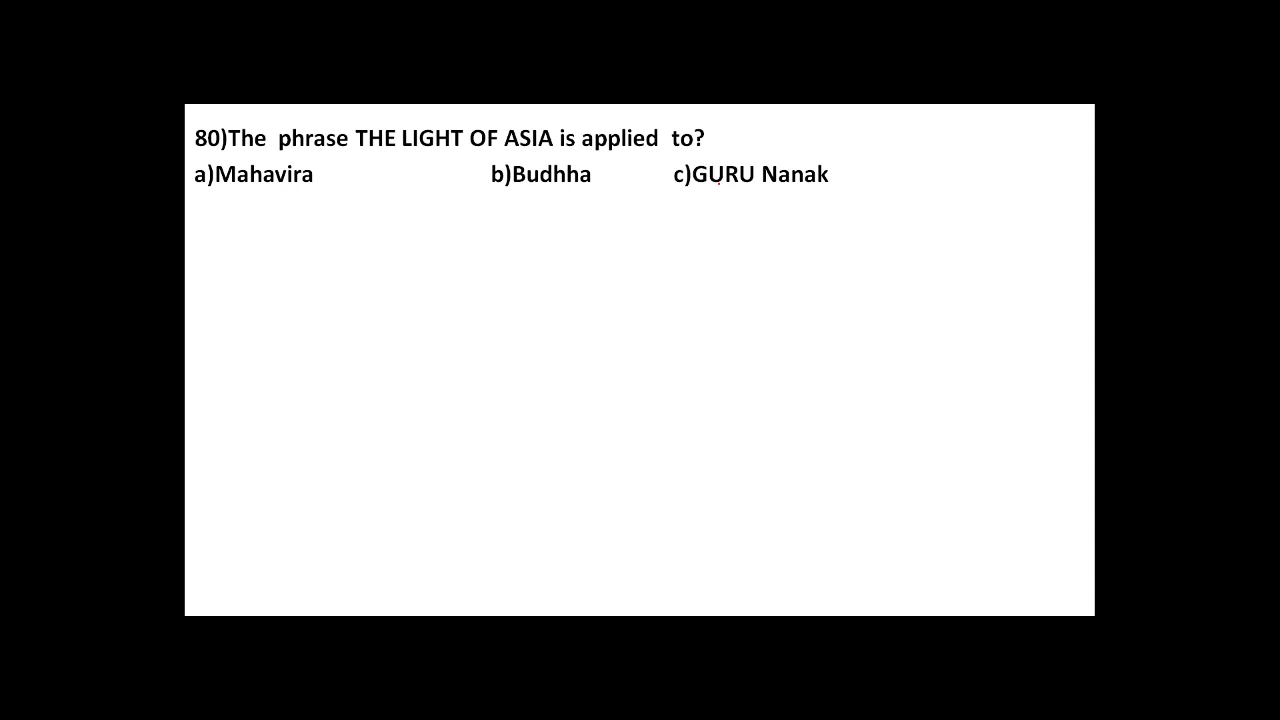 80)The phrase THE LIGHT OF ASIA is applied to?
a)Mahavira b)Budhha c)GURU Nanak